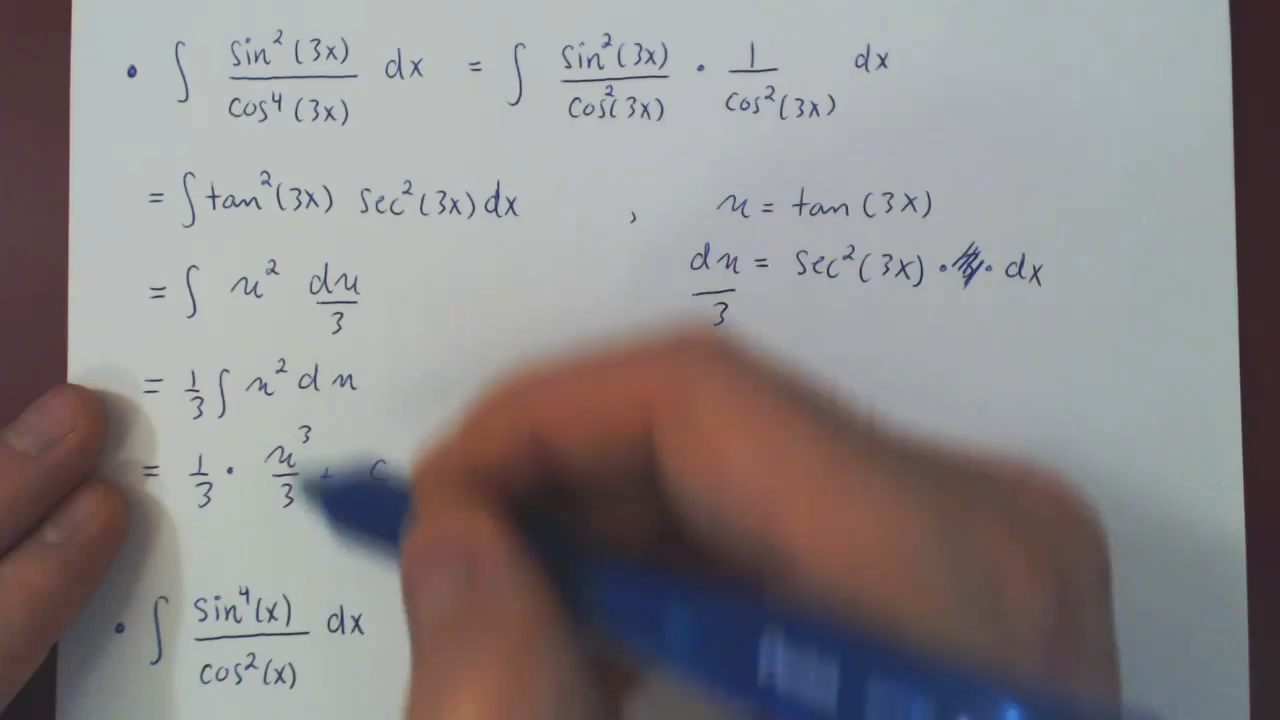 • ∫ sin²(3x)/cos⁴(3x) dx = ∫ sin²(3x)/cos²(3x) · 1/cos²(3x) dx
= ∫ tan²(3x) sec²(3x) dx , u = tan(3x)
du/3 = sec²(3x) · · dx
= ∫ u² du/3
= 1/3 ∫ u² du
= 1/3 · u³/3 + C
• ∫ sin⁴(x)/cos²(x) dx